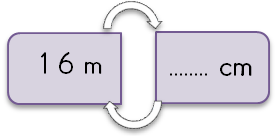 16 m
........ cm